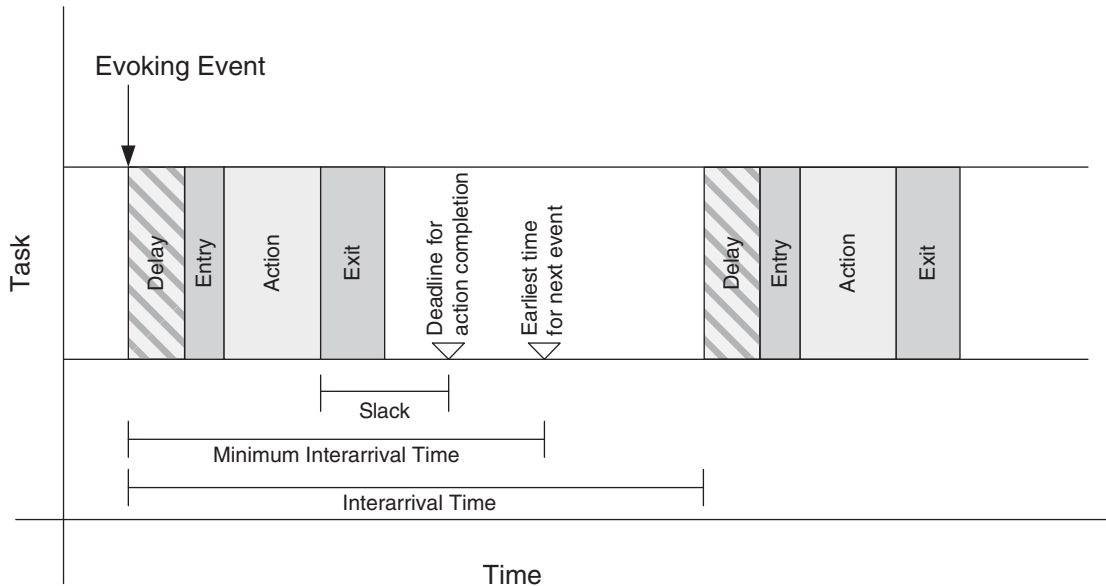 Evoking Event
Task
Delay
Entry
Action
Exit
Deadline for
action completion
Earliest time
for next event
Delay
Entry
Action
Exit
Slack
Minimum Interarrival Time
Interarrival Time
Time